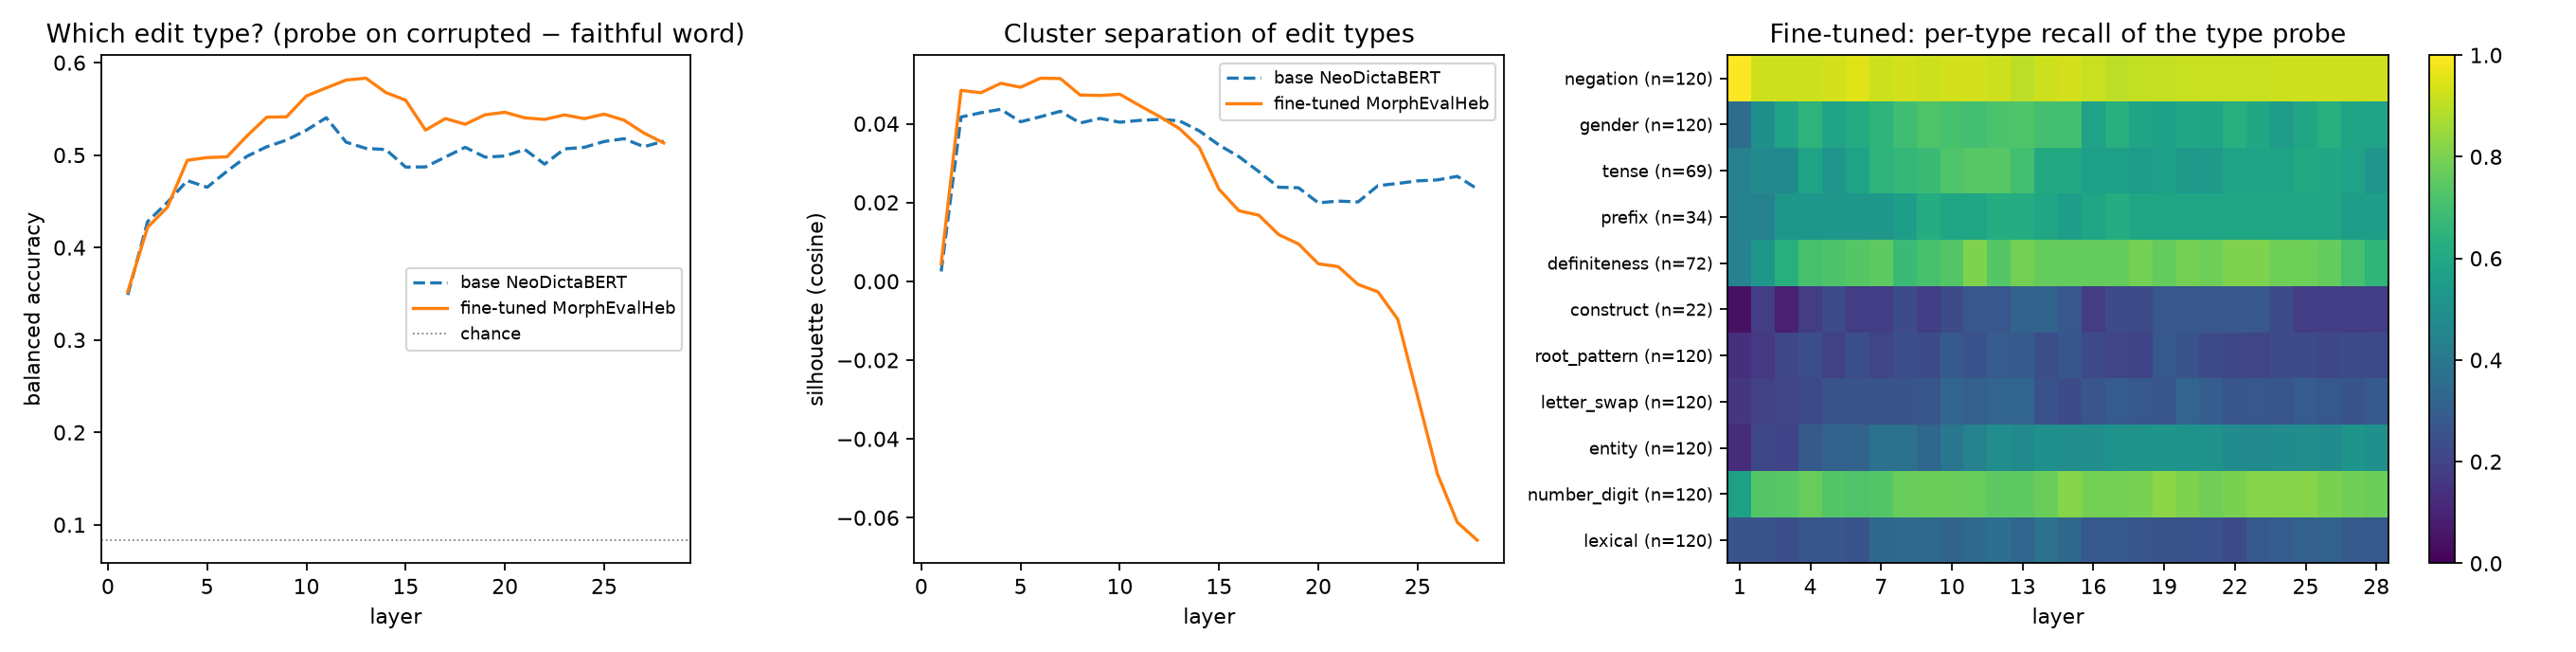 Which edit type? (probe on corrupted − faithful word)
balanced accuracy
0.6
0.5
0.4
0.3
0.2
0.1
base NeoDictaBERT
fine-tuned MorphEvalHeb
chance
0 5 10 15 20 25
layer
Cluster separation of edit types
silhouette (cosine)
0.04
0.02
0.00
−0.02
−0.04
−0.06
base NeoDictaBERT
fine-tuned MorphEvalHeb
0 5 10 15 20 25
layer
Fine-tuned: per-type recall of the type probe
negation (n=120)
gender (n=120)
tense (n=69)
prefix (n=34)
definiteness (n=72)
construct (n=22)
root_pattern (n=120)
letter_swap (n=120)
entity (n=120)
number_digit (n=120)
lexical (n=120)
1 4 7 10 13 16 19 22 25 28
layer
1.0
0.8
0.6
0.4
0.2
0.0